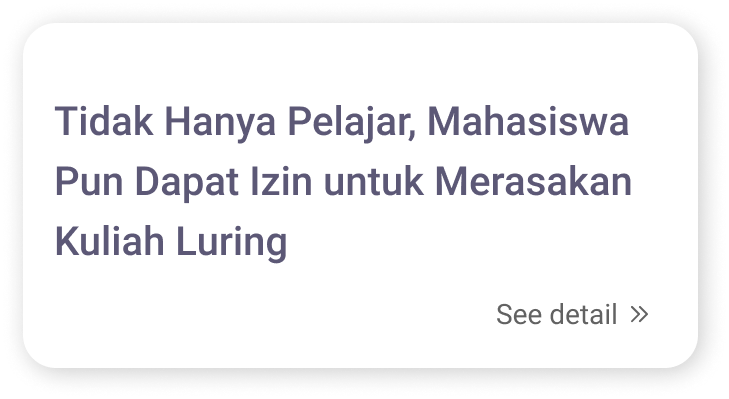 Tidak Hanya Pelajar, Mahasiswa
Pun Dapat Izin untuk Merasakan
Kuliah Luring
See detail »